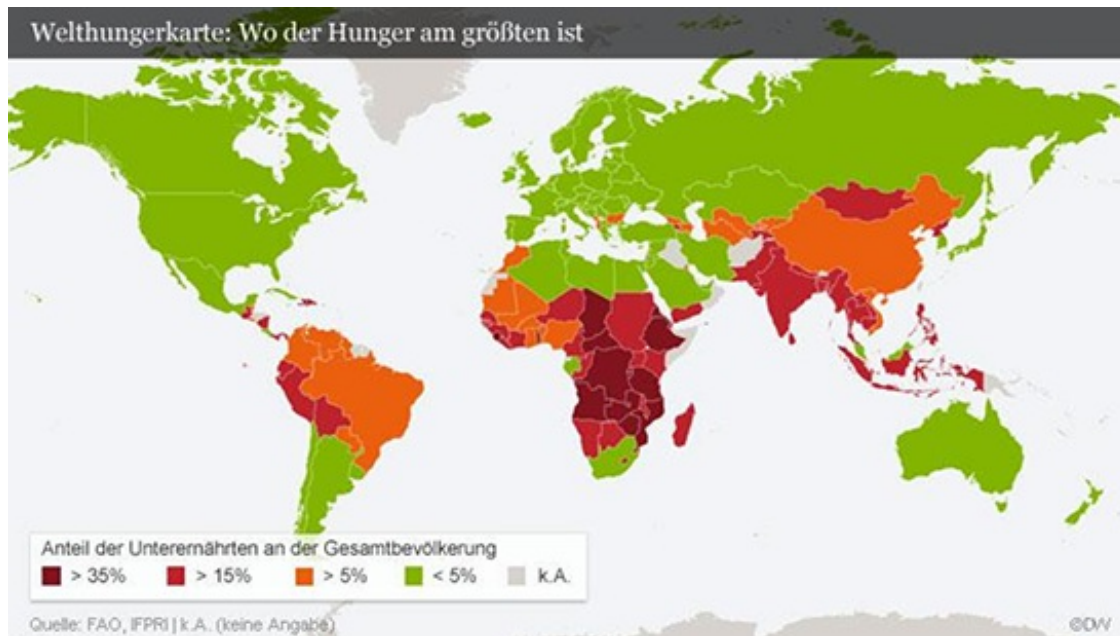 Welthungerkarte: Wo der Hunger am größten ist
Anteil der Unterernährten an der Gesamtbevölkerung
> 35% > 15% > 5% < 5% k.A.
Quelle: FAO, IFPRI | k.A. (keine Angabe)
©DW